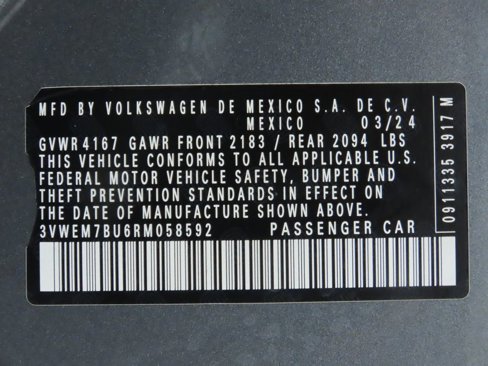 MFD BY VOLKSWAGEN DE MEXICO S.A. DE C.V.
MEXICO 03/24
GVWR 4167 GAWR FRONT 2183 / REAR 2094 LBS
THIS VEHICLE CONFORMS TO ALL APPLICABLE U.S.
FEDERAL MOTOR VEHICLE SAFETY, BUMPER AND
THEFT PREVENTION STANDARDS IN EFFECT ON
THE DATE OF MANUFACTURE SHOWN ABOVE.
3VWEM7BU6RM058592 PASSENGER CAR
0911335 3917 M